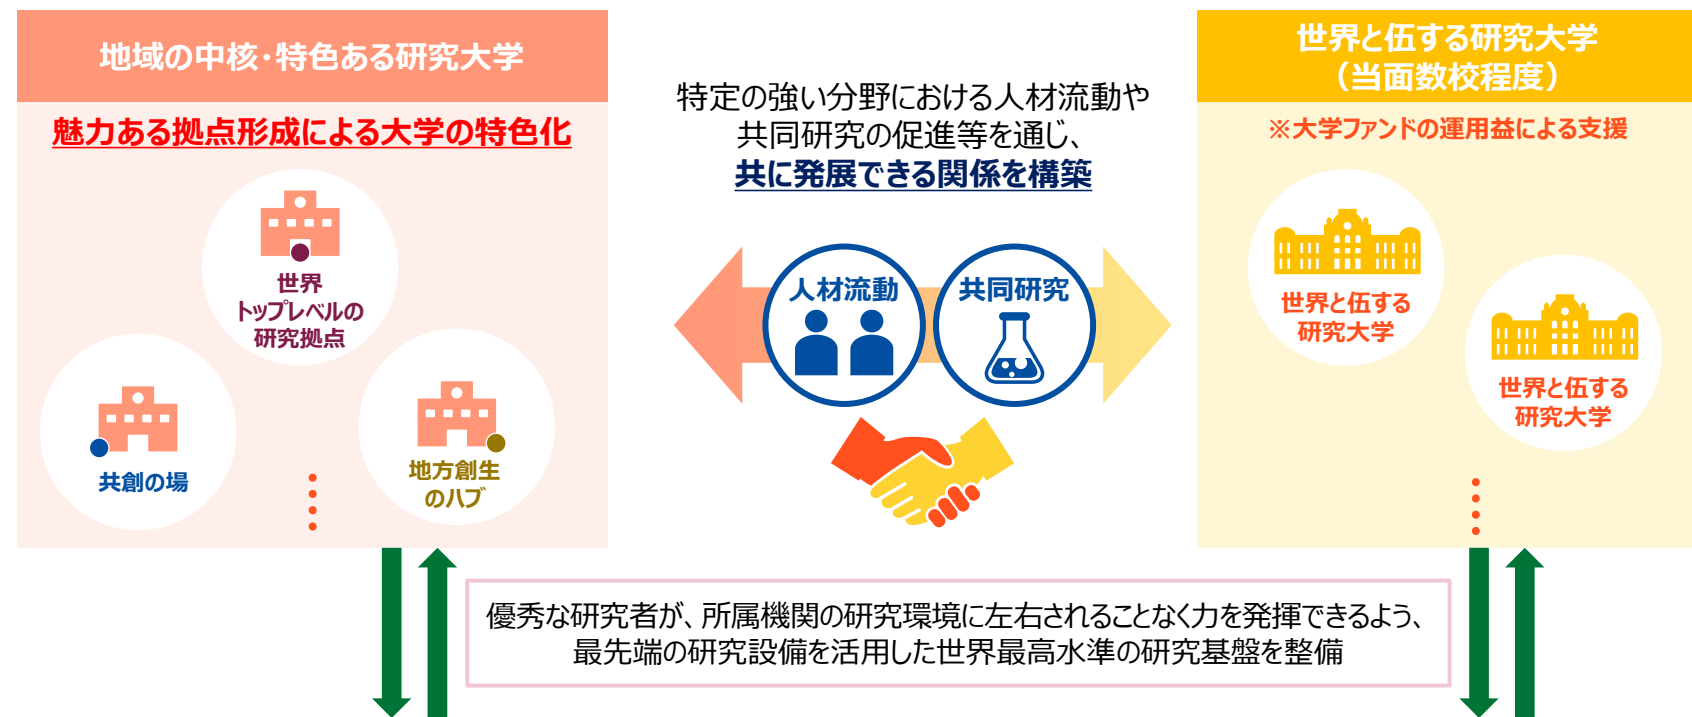 地域の中核・特色ある研究大学
魅力ある拠点形成による大学の特色化
世界
トップレベルの
研究拠点
共創の場
地方創生
のハブ
特定の強い分野における人材流動や
共同研究の促進等を通じ、
共に発展できる関係を構築
人材流動
共同研究
世界と伍する研究大学
（当面数校程度）
※大学ファンドの運用益による支援
世界と伍する
研究大学
世界と伍する
研究大学
優秀な研究者が、所属機関の研究環境に左右されることなく力を発揮できるよう、
最先端の研究設備を活用した世界最高水準の研究基盤を整備